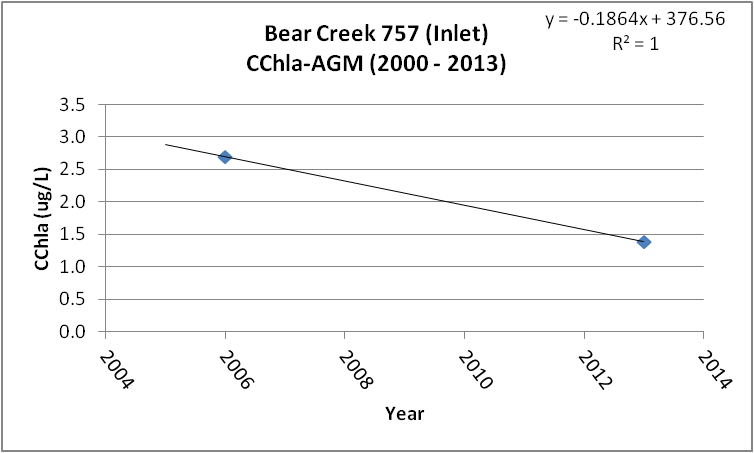 Bear Creek 757 (Inlet)
CChla-AGM (2000 - 2013)
y = -0.1864x + 376.56
R² = 1
3.5
3.0
2.5
2.0
1.5
1.0
0.5
0.0
CChla (ug/L)
2004
2006
2008
2010
2012
2014
Year